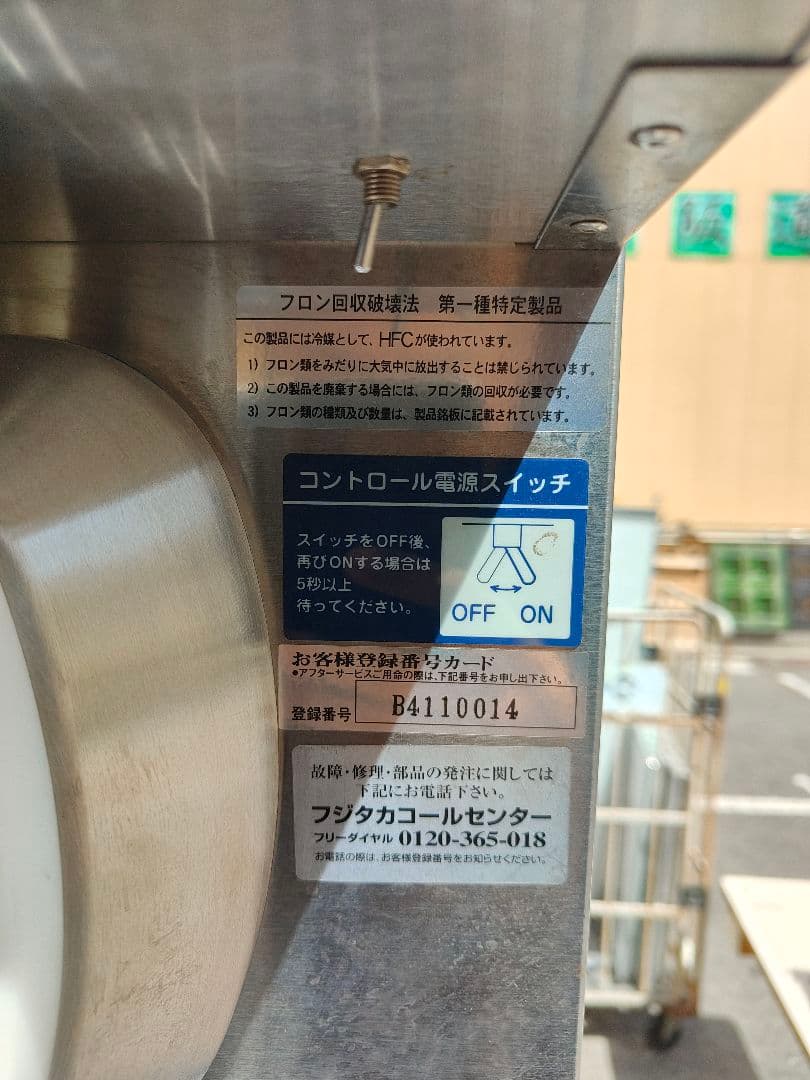 フロン回収破壊法 第一種特定製品
この製品には冷媒として、HFCが使われています。
1）フロン類をみだりに大気中に放出することは禁じられています。
2）この製品を廃棄する場合には、フロン類の回収が必要です。
3）フロン類の種類及び数量は、製品銘板に記載されています。
コントロール電源スイッチ
スイッチをOFF後、
再びONする場合は
5秒以上
待ってください。
OFF ON
お客様登録番号カード
●アフターサービスご用命の際は、下記番号をお申し出下さい。
登録番号 B4110014
故障・修理・部品の発注に関しては
下記にお電話下さい。
フジタカコールセンター
フリーダイヤル 0120-365-018
お電話の際は、お客様登録番号をお知らせください。